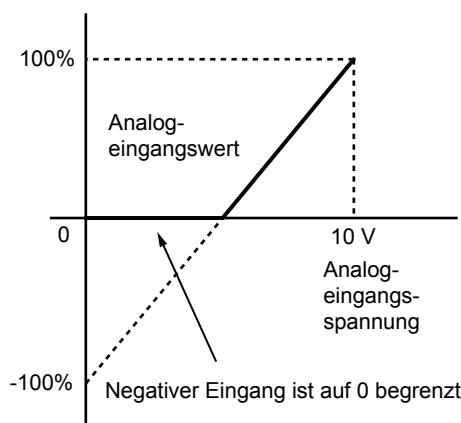 100%
Analog-
eingangswert
0
10 V
Analog-
eingangs-
spannung
-100%
Negativer Eingang ist auf 0 begrenzt